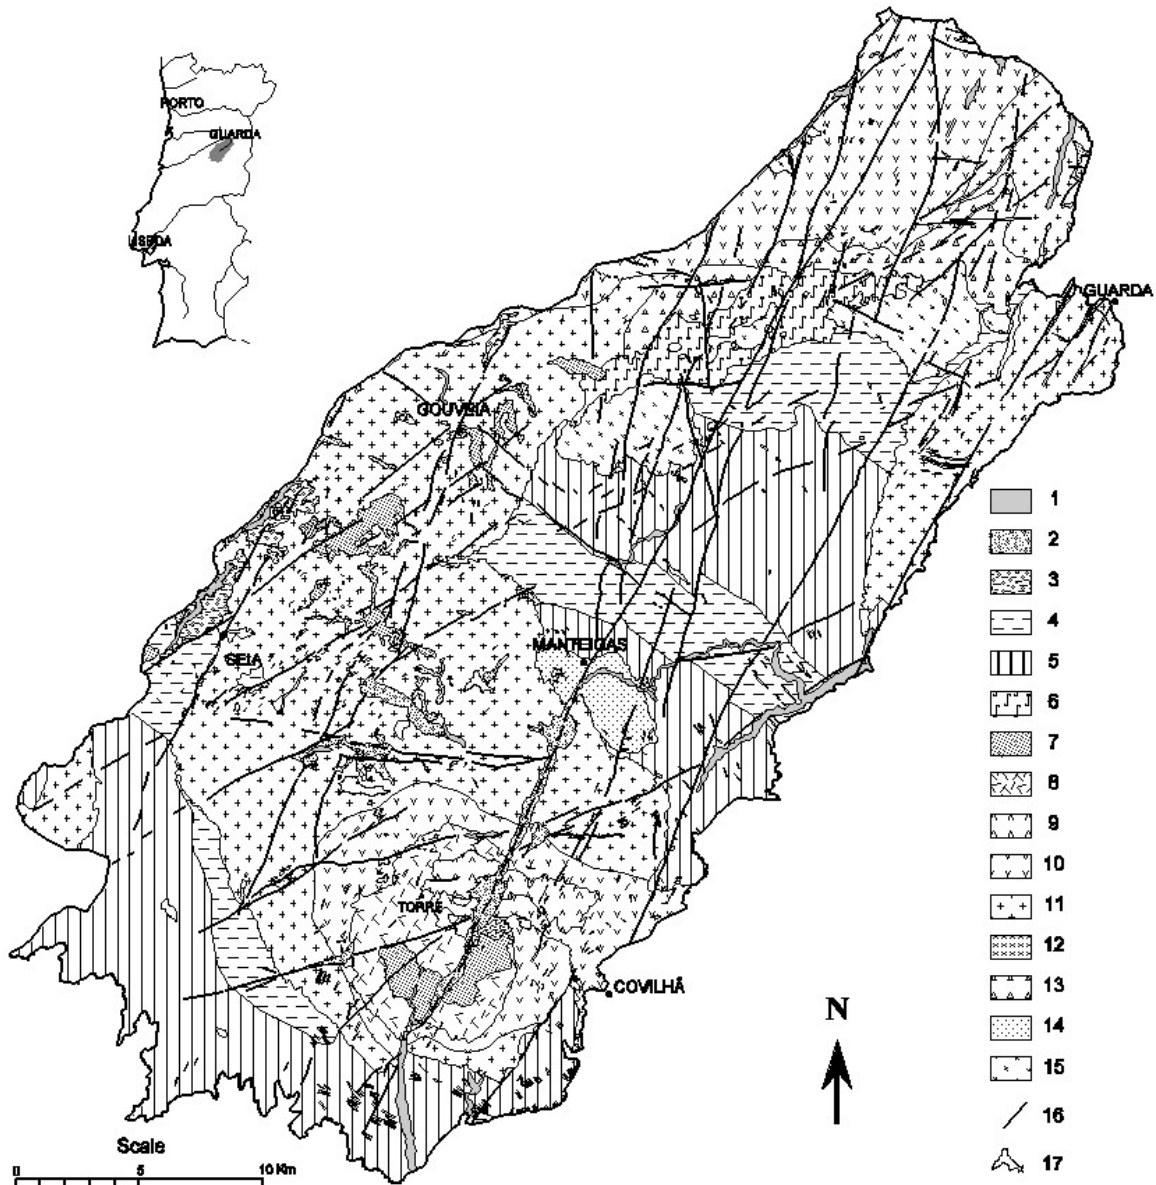 PORTO
GUARDA
LISBOA
GUARDA
GOUVEIA
MANTEIGAS
SEIA
TORRE
COVILHÃ
N
Scale
0 5 10 Km
1
2
3
4
5
6
7
8
9
10
11
12
13
14
15
16
17